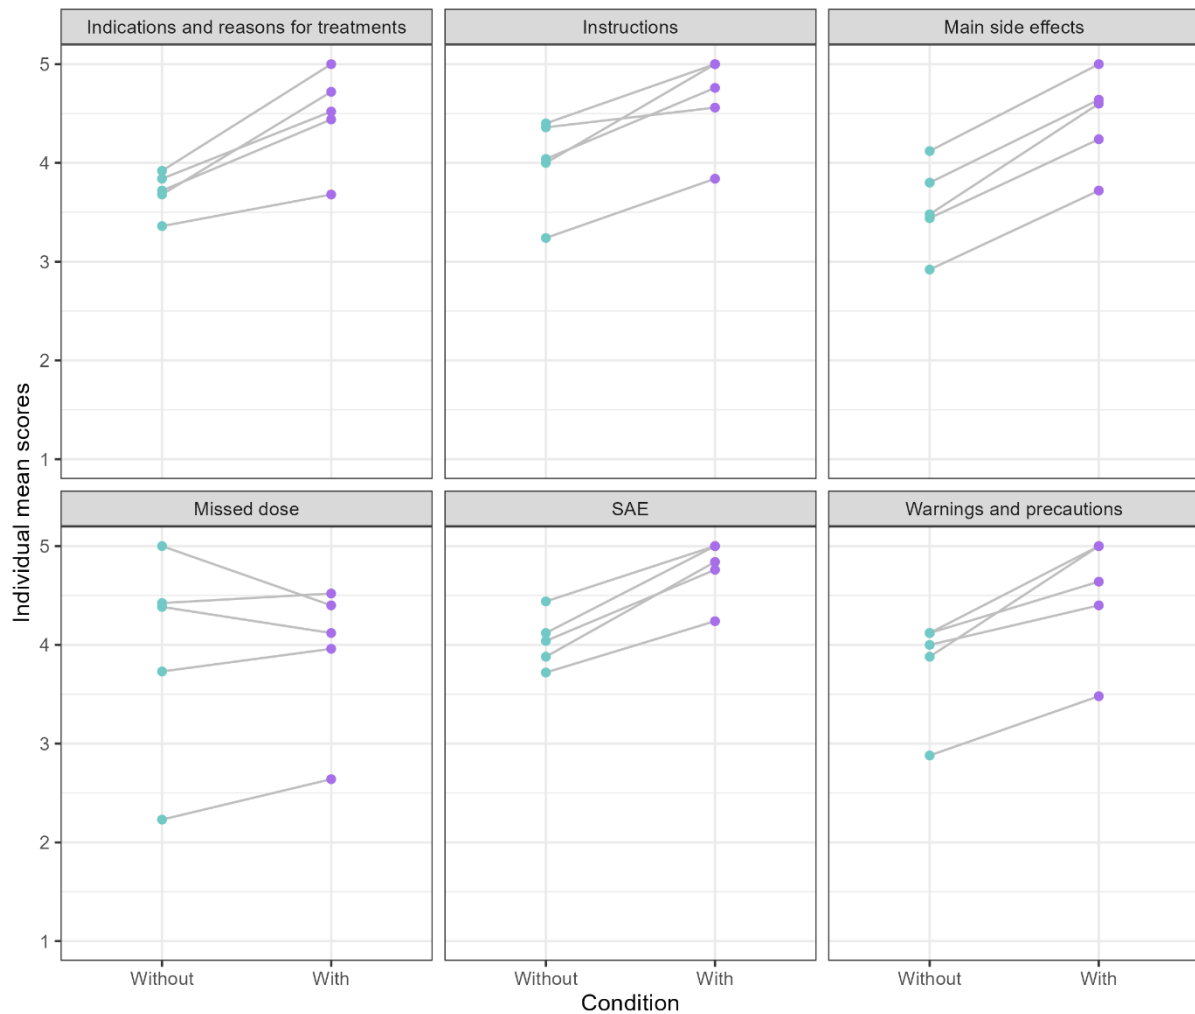 Indications and reasons for treatments
Instructions
Main side effects
5
4
3
2
1
Missed dose
SAE
Warnings and precautions
5
4
3
2
1
Individual mean scores
Without
With
Without
With
Without
With
Condition